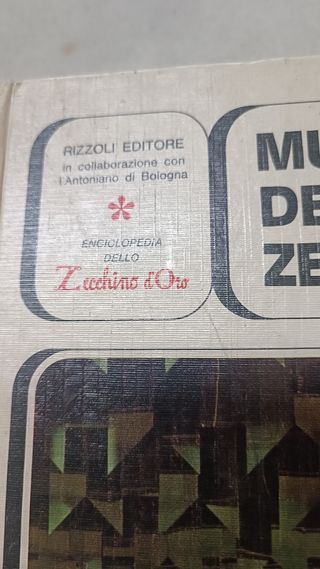 RIZZOLI EDITORE
in collaborazione con
l'Antoniano di Bologna
*
ENCICLOPEDIA
DELLO
Zecchino d'Oro
MU
DE
ZE